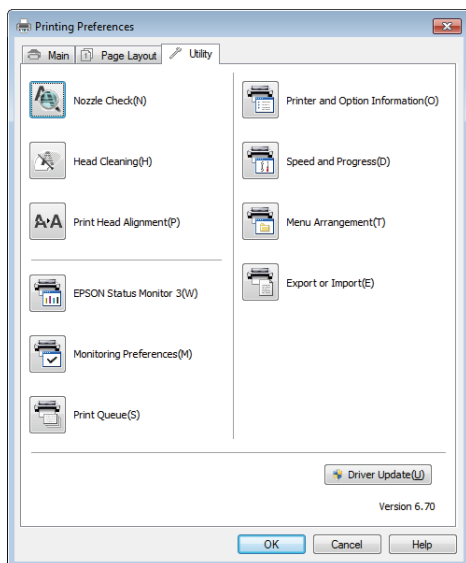 Printing Preferences
Main
1
Page Layout
Utility
Nozzle Check(N)
Head Cleaning(H)
A A
Print Head Alignment(P)
EPSON Status Monitor 3(W)
Monitoring Preferences(M)
Print Queue(S)
Printer and Option Information(O)
Speed and Progress(D)
Menu Arrangement(T)
Export or Import(E)
Driver Update(U)
Version 6.70
OK
Cancel
Help